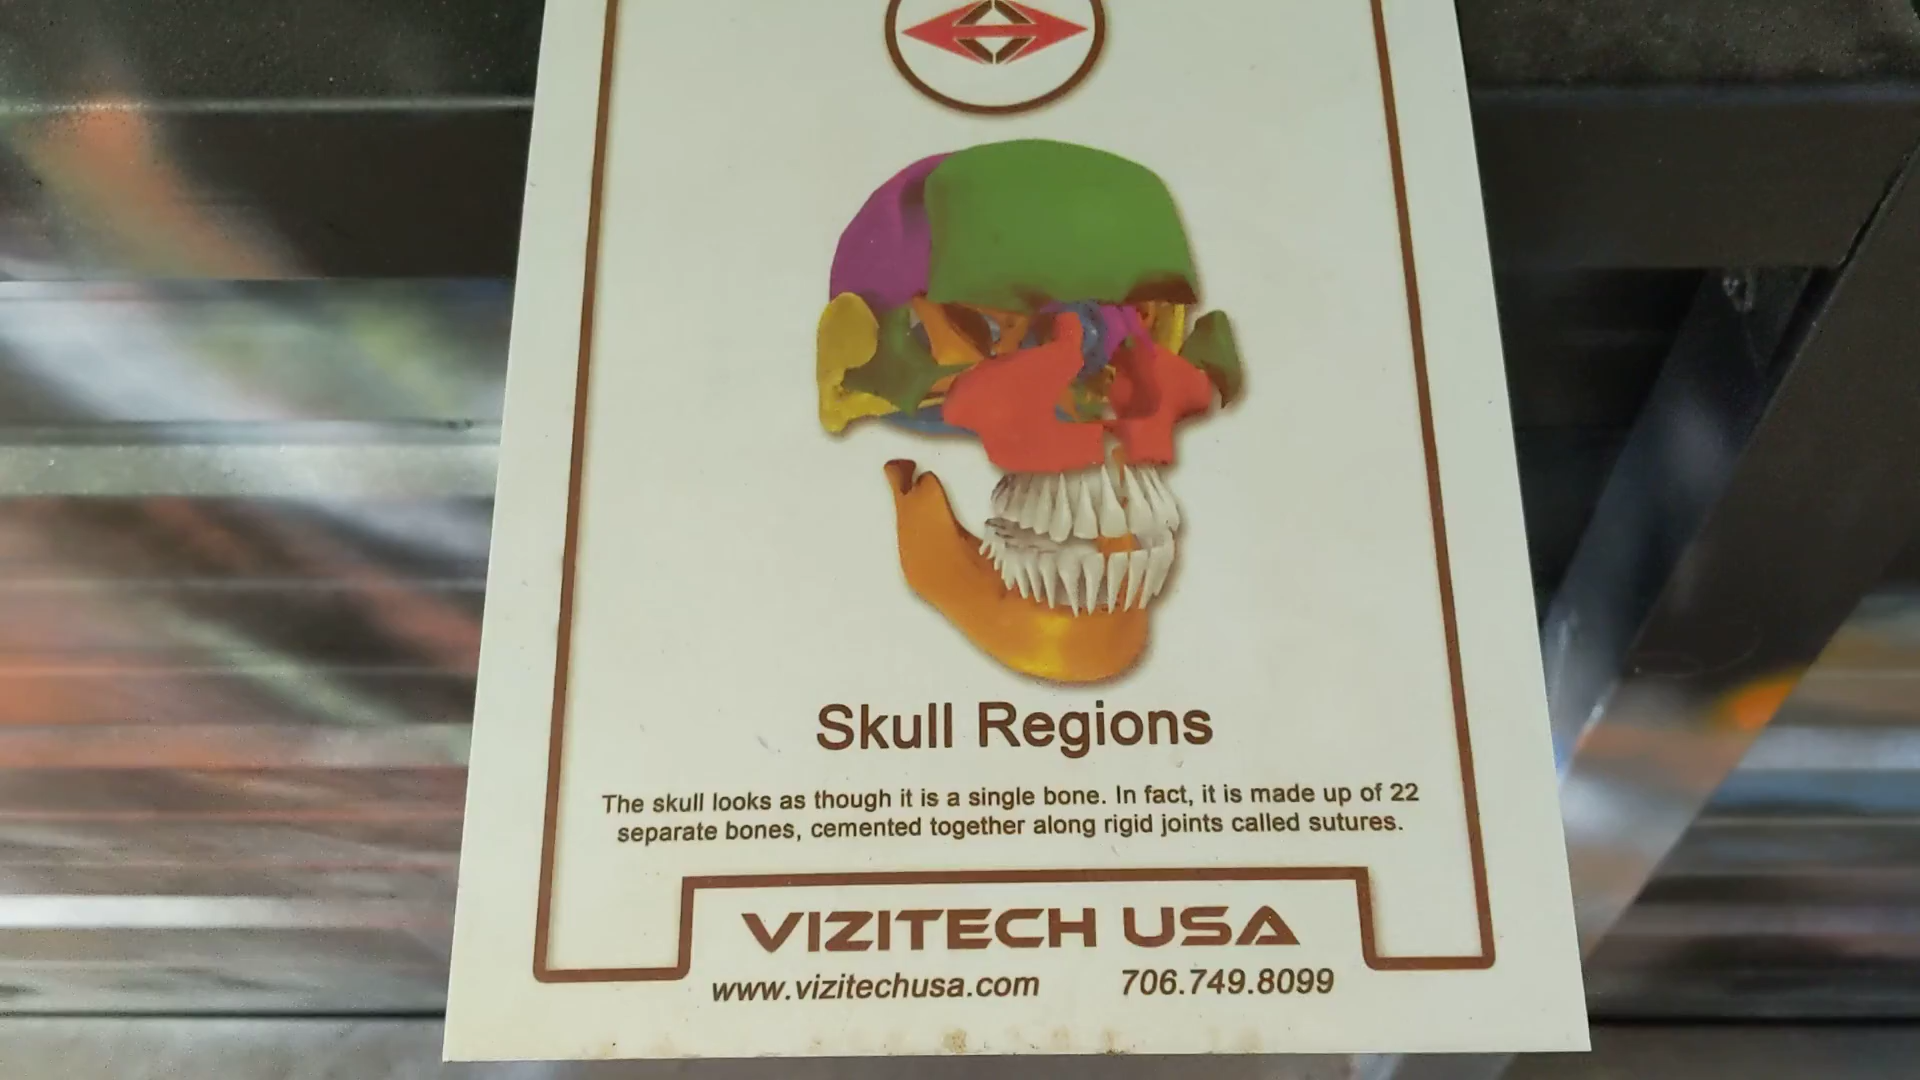 Skull Regions
The skull looks as though it is a single bone. In fact, it is made up of 22
separate bones, cemented together along rigid joints called sutures.
VIZITECH USA
www.vizitechusa.com 706.749.8099